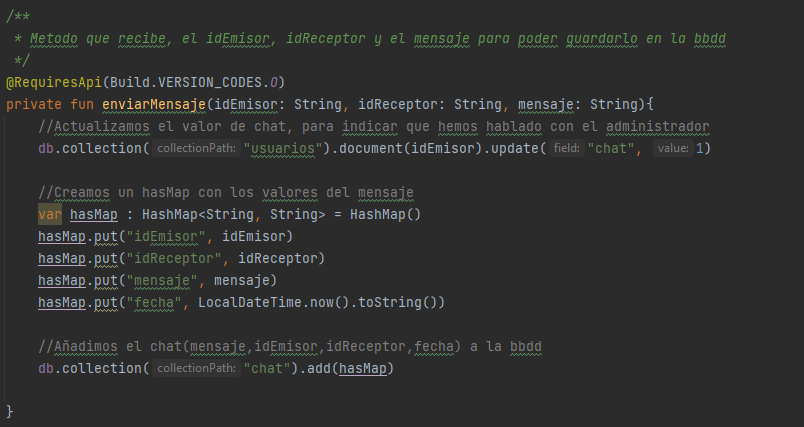 /**
 * Metodo que recibe, el idEmisor, idReceptor y el mensaje para poder guardarlo en la bbdd
 */
@RequiresApi(Build.VERSION_CODES.O)
private fun enviarMensaje(idEmisor: String, idReceptor: String, mensaje: String){
    //Actualizamos el valor de chat, para indicar que hemos hablado con el administrador
    db.collection( collectionPath: "usuarios").document(idEmisor).update( field: "chat", value: 1)
    //Creamos un hasMap con los valores del mensaje
    var hasMap : HashMap<String, String> = HashMap()
    hasMap.put("idEmisor", idEmisor)
    hasMap.put("idReceptor", idReceptor)
    hasMap.put("mensaje", mensaje)
    hasMap.put("fecha", LocalDateTime.now().toString())
    //Añadimos el chat(mensaje,idEmisor,idReceptor,fecha) a la bbdd
    db.collection( collectionPath: "chat").add(hasMap)
}